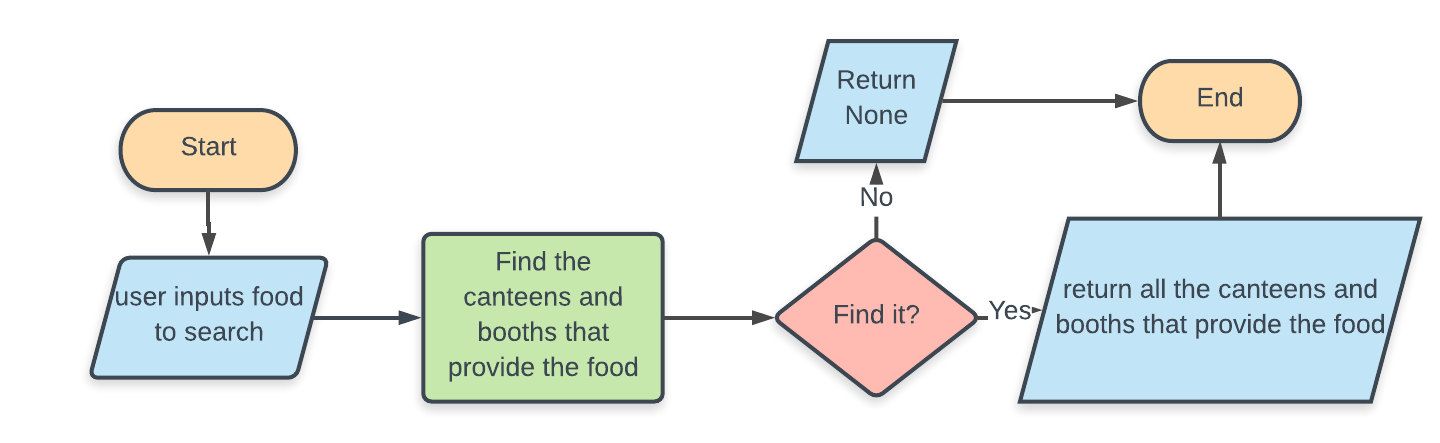 Start
user inputs food
to search
Find the
canteens and
booths that
provide the food
Find it?
No
Return
None
Yes
return all the canteens and
booths that provide the food
End